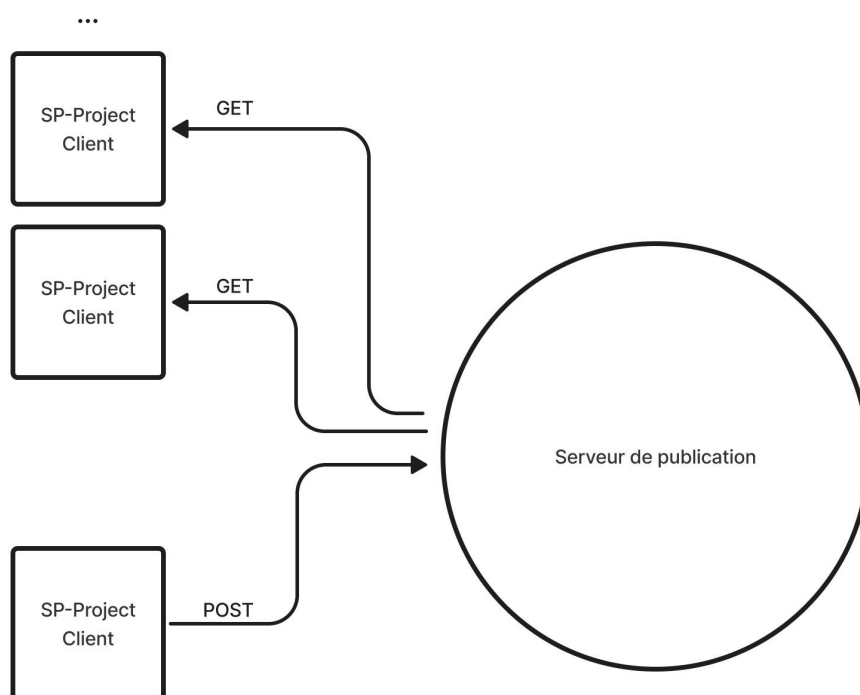 ...
SP-Project
Client
GET
SP-Project
Client
GET
Serveur de publication
SP-Project
Client
POST